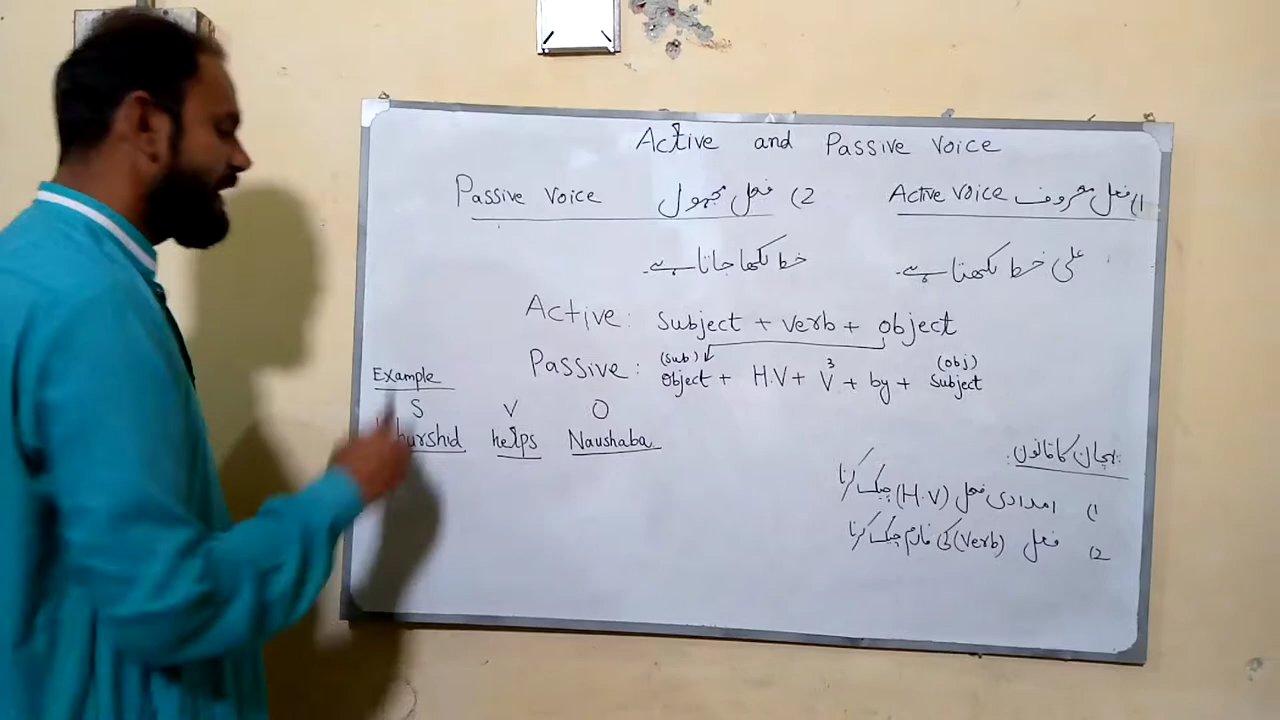 Active and Passive Voice
1) فعل معروف Active Voice
2) فعل مجہول Passive Voice
علی خط لکھتا ہے۔
خط لکھا جاتا ہے۔
Active: Subject + verb + object
(Sub) (obj)
Passive: object + H.V + V3 + by + Subject
Example
S V O
helps Naushaba
پہچان کا قانون:
1) امدادی فعل (H.V) چیک کرنا
2) فعل (Verb) کی فارم چیک کرنا